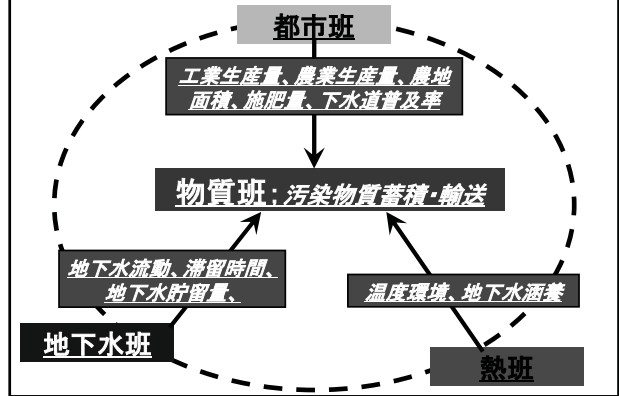 都市班
工業生産量、農業生産量、農地
面積、施肥量、下水道普及率
物質班；汚染物質蓄積・輸送
地下水流動、滞留時間、
地下水貯留量、
温度環境、地下水涵養
地下水班
熱班